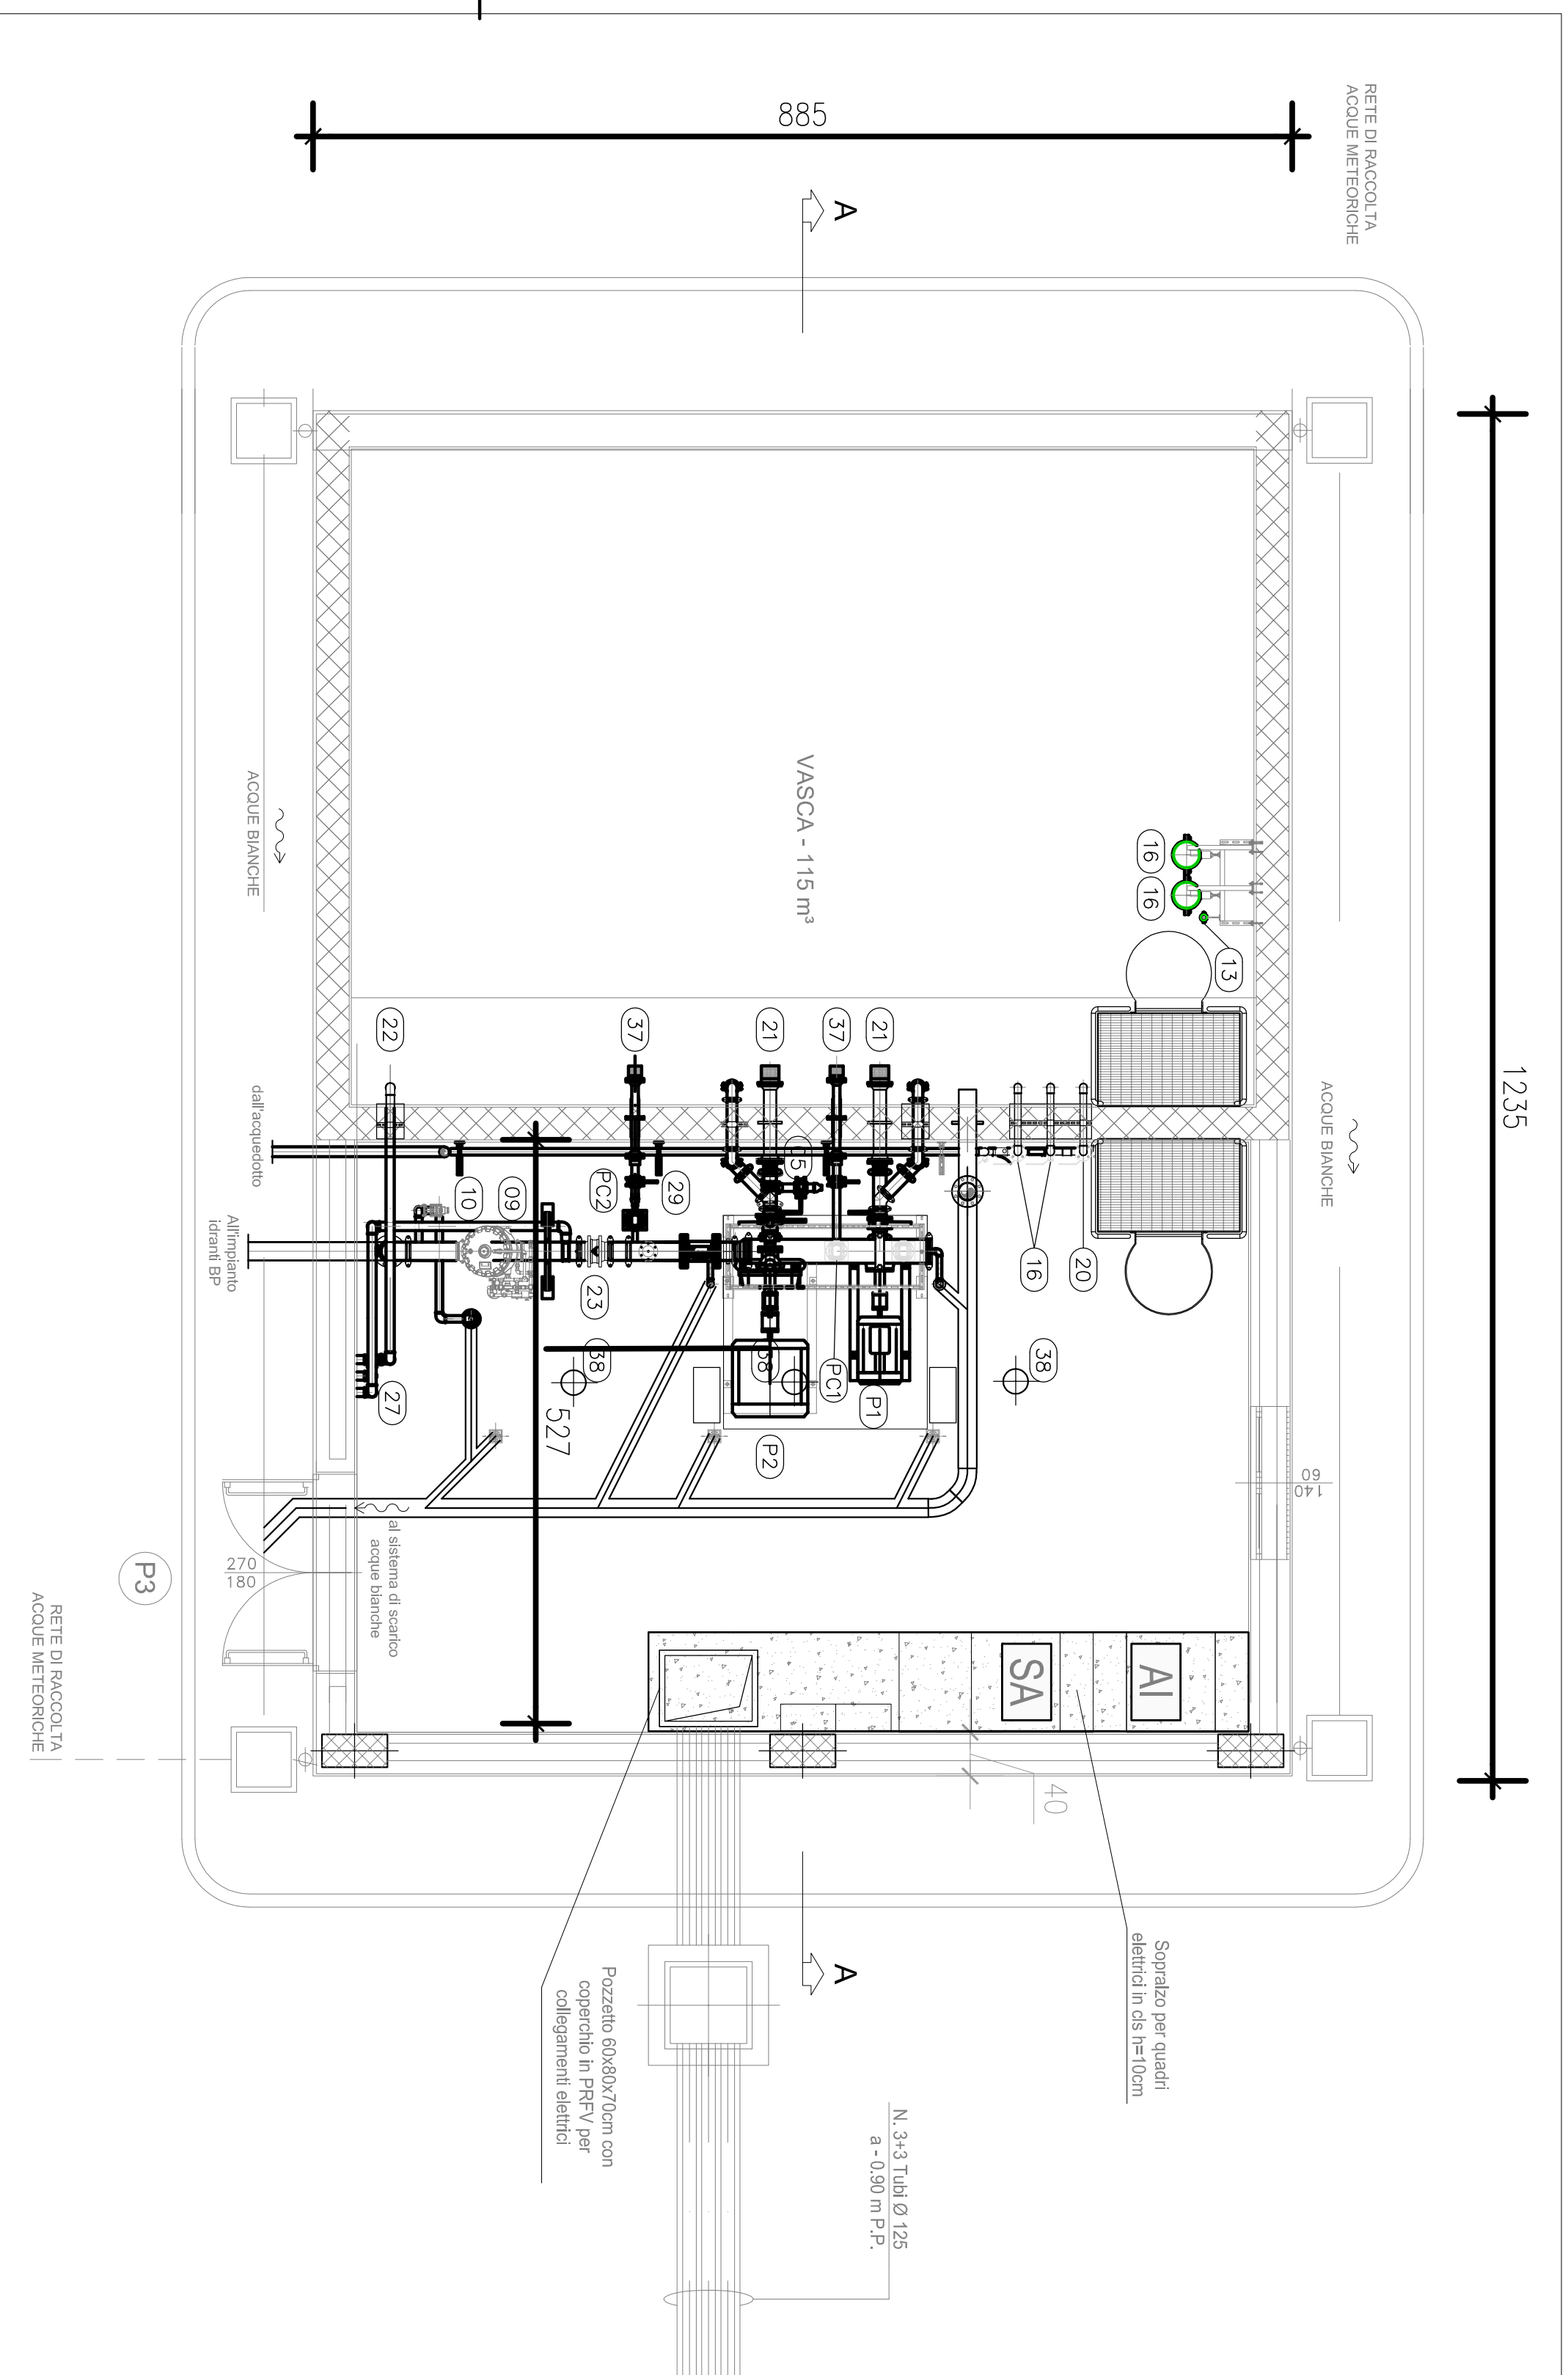 RETE DI RACCOLTA
ACQUE METEORICHE
885
A
1235
ACQUE BIANCHE
ACQUE BIANCHE
VASCA - 115 m³
16
16
13
22
37
21
37
21
dall'acquedotto
All'impianto
idranti BP
10
09
PC2
29
C5
23
16
20
38
38
38
PC1
P1
P2
27
527
60
140
270
180
al sistema di scarico
acque bianche
P3
RETE DI RACCOLTA
ACQUE METEORICHE
SA
AI
40
A
Sopralzo per quadri
elettrici in cls h=10cm
Pozzetto 60x80x70cm con
coperchio in PRFV per
collegamenti elettrici
N. 3+3 Tubi Ø 125
a - 0.90 m P.P.